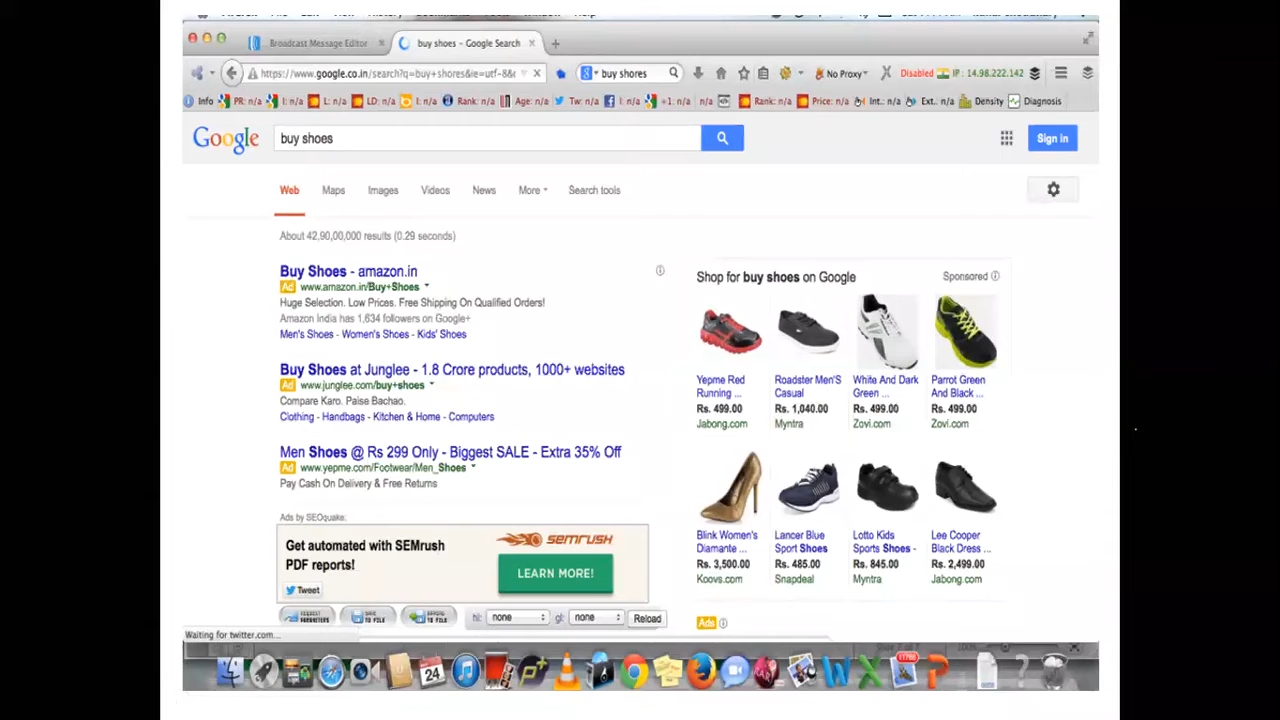 Broadcast Message Editor
buy shoes - Google Search
https://www.google.co.in/search?q=buy+shores&ie=utf-8&
buy shores
No Proxy
Disabled
IP : 14.98.222.142
Info PR: n/a I: n/a L: n/a LD: n/a I: n/a Rank: n/a Age: n/a Tw: n/a I: n/a +1: n/a n/a Rank: n/a Price: n/a Int.: n/a Ext.: n/a Density Diagnosis
Google
buy shoes
Sign in
Web Maps Images Videos News More Search tools
About 42,90,00,000 results (0.29 seconds)
Buy Shoes - amazon.in
Ad www.amazon.in/Buy+Shoes
Huge Selection. Low Prices. Free Shipping On Qualified Orders!
Amazon India has 1,634 followers on Google+
Men's Shoes - Women's Shoes - Kids' Shoes
Buy Shoes at Junglee - 1.8 Crore products, 1000+ websites
Ad www.junglee.com/buy+shoes
Compare Karo. Paise Bachao.
Clothing - Handbags - Kitchen & Home - Computers
Men Shoes @ Rs 299 Only - Biggest SALE - Extra 35% Off
Ad www.yepme.com/Footwear/Men_Shoes
Pay Cash On Delivery & Free Returns
Ads by SEOquake:
Get automated with SEMrush
PDF reports!
Tweet
SEMRUSH
LEARN MORE!
REQUEST PARAMETERS
SAVE TO FILE
APPEND TO FILE
hl: none gl: none Reload
Waiting for twitter.com...
Shop for buy shoes on Google
Sponsored
Yepme Red
Running ...
Rs. 499.00
Jabong.com
Roadster Men'S
Casual
Rs. 1,040.00
Myntra
White And Dark
Green ...
Rs. 499.00
Zovi.com
Parrot Green
And Black ...
Rs. 499.00
Zovi.com
Blink Women's
Diamante ...
Rs. 3,500.00
Koovs.com
Lancer Blue
Sport Shoes
Rs. 485.00
Snapdeal
Lotto Kids
Sports Shoes -
Rs. 845.00
Myntra
Lee Cooper
Black Dress ...
Rs. 2,499.00
Jabong.com
Ads
24